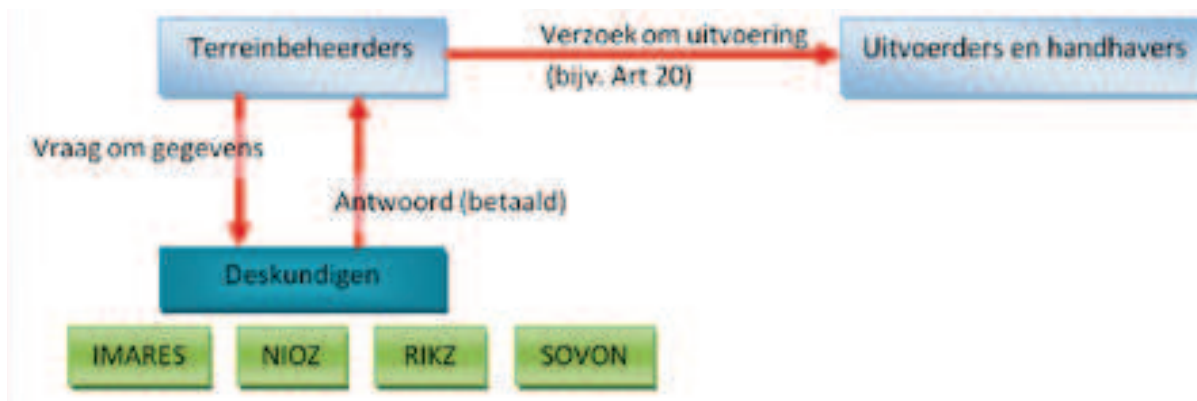 Terreinbeheerders
Verzoek om uitvoering
(bijv. Art 20)
Uitvoerders en handhavers
Vraag om gegevens
Antwoord (betaald)
Deskundigen
IMARES
NIOZ
RIKZ
SOVON